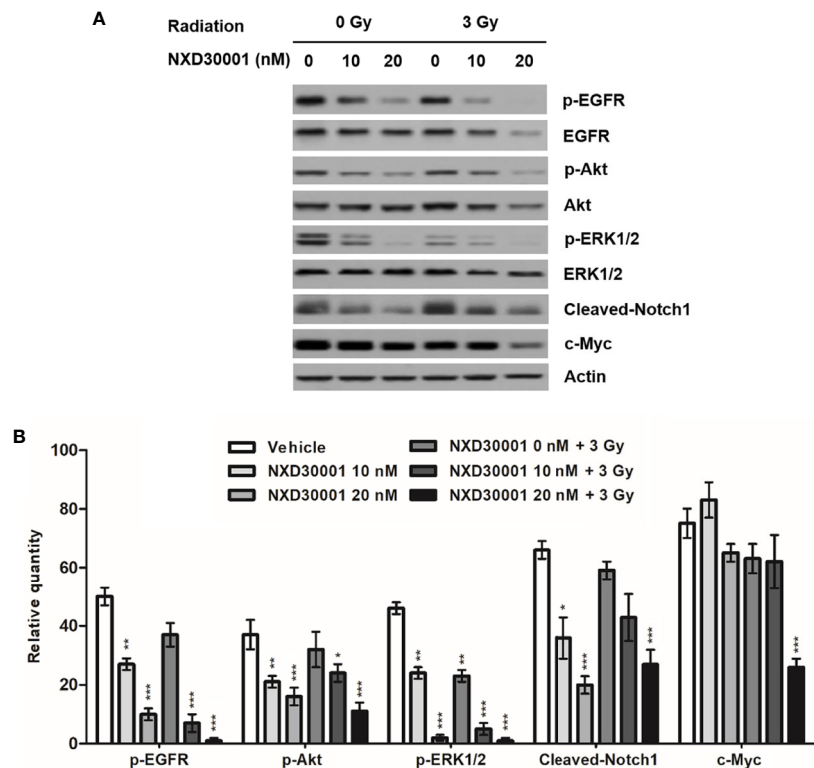 A
Radiation 0 Gy 3 Gy
NXD30001 (nM) 0 10 20 0 10 20
p-EGFR
EGFR
p-Akt
Akt
p-ERK1/2
ERK1/2
Cleaved-Notch1
c-Myc
Actin
B
Relative quantity
100
80
60
40
20
0
Vehicle
NXD30001 10 nM
NXD30001 20 nM
NXD30001 0 nM + 3 Gy
NXD30001 10 nM + 3 Gy
NXD30001 20 nM + 3 Gy
** *** *** ***
** *** * ***
** *** ** *** ***
* *** ***
***
p-EGFR p-Akt p-ERK1/2 Cleaved-Notch1 c-Myc